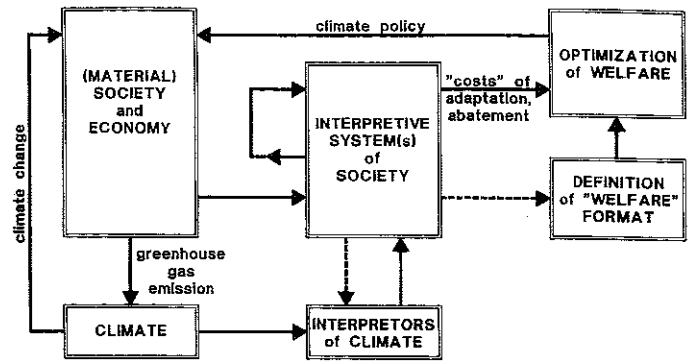 climate policy
(MATERIAL)
SOCIETY
and
ECONOMY
OPTIMIZATION
of WELFARE
"costs" of
adaptation,
abatement
INTERPRETIVE
SYSTEM(s)
of
SOCIETY
climate change
DEFINITION
of "WELFARE"
FORMAT
greenhouse
gas
emission
CLIMATE
INTERPRETORS
of CLIMATE